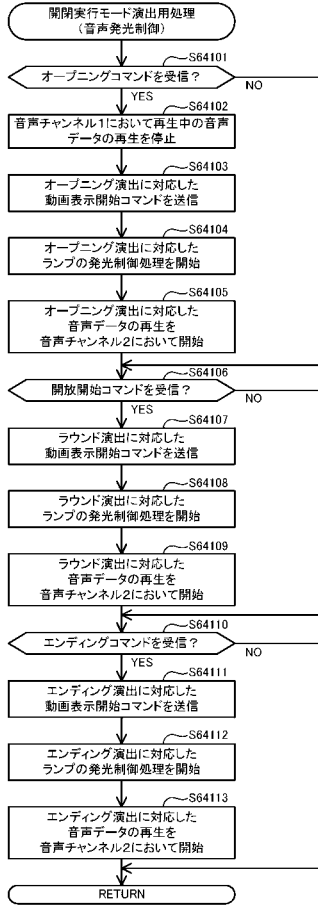 開閉実行モード演出用処理
(音声発光制御)
S64101
オープニングコマンドを受信?
NO
YES
S64102
音声チャンネル1において再生中の音声
データの再生を停止
S64103
オープニング演出に対応した
動画表示開始コマンドを送信
S64104
オープニング演出に対応した
ランプの発光制御処理を開始
S64105
オープニング演出に対応した
音声データの再生を
音声チャンネル2において開始
S64106
開放開始コマンドを受信?
NO
YES
S64107
ラウンド演出に対応した
動画表示開始コマンドを送信
S64108
ラウンド演出に対応した
ランプの発光制御処理を開始
S64109
ラウンド演出に対応した
音声データの再生を
音声チャンネル2において開始
S64110
エンディングコマンドを受信?
NO
YES
S64111
エンディング演出に対応した
動画表示開始コマンドを送信
S64112
エンディング演出に対応した
ランプの発光制御処理を開始
S64113
エンディング演出に対応した
音声データの再生を
音声チャンネル2において開始
RETURN